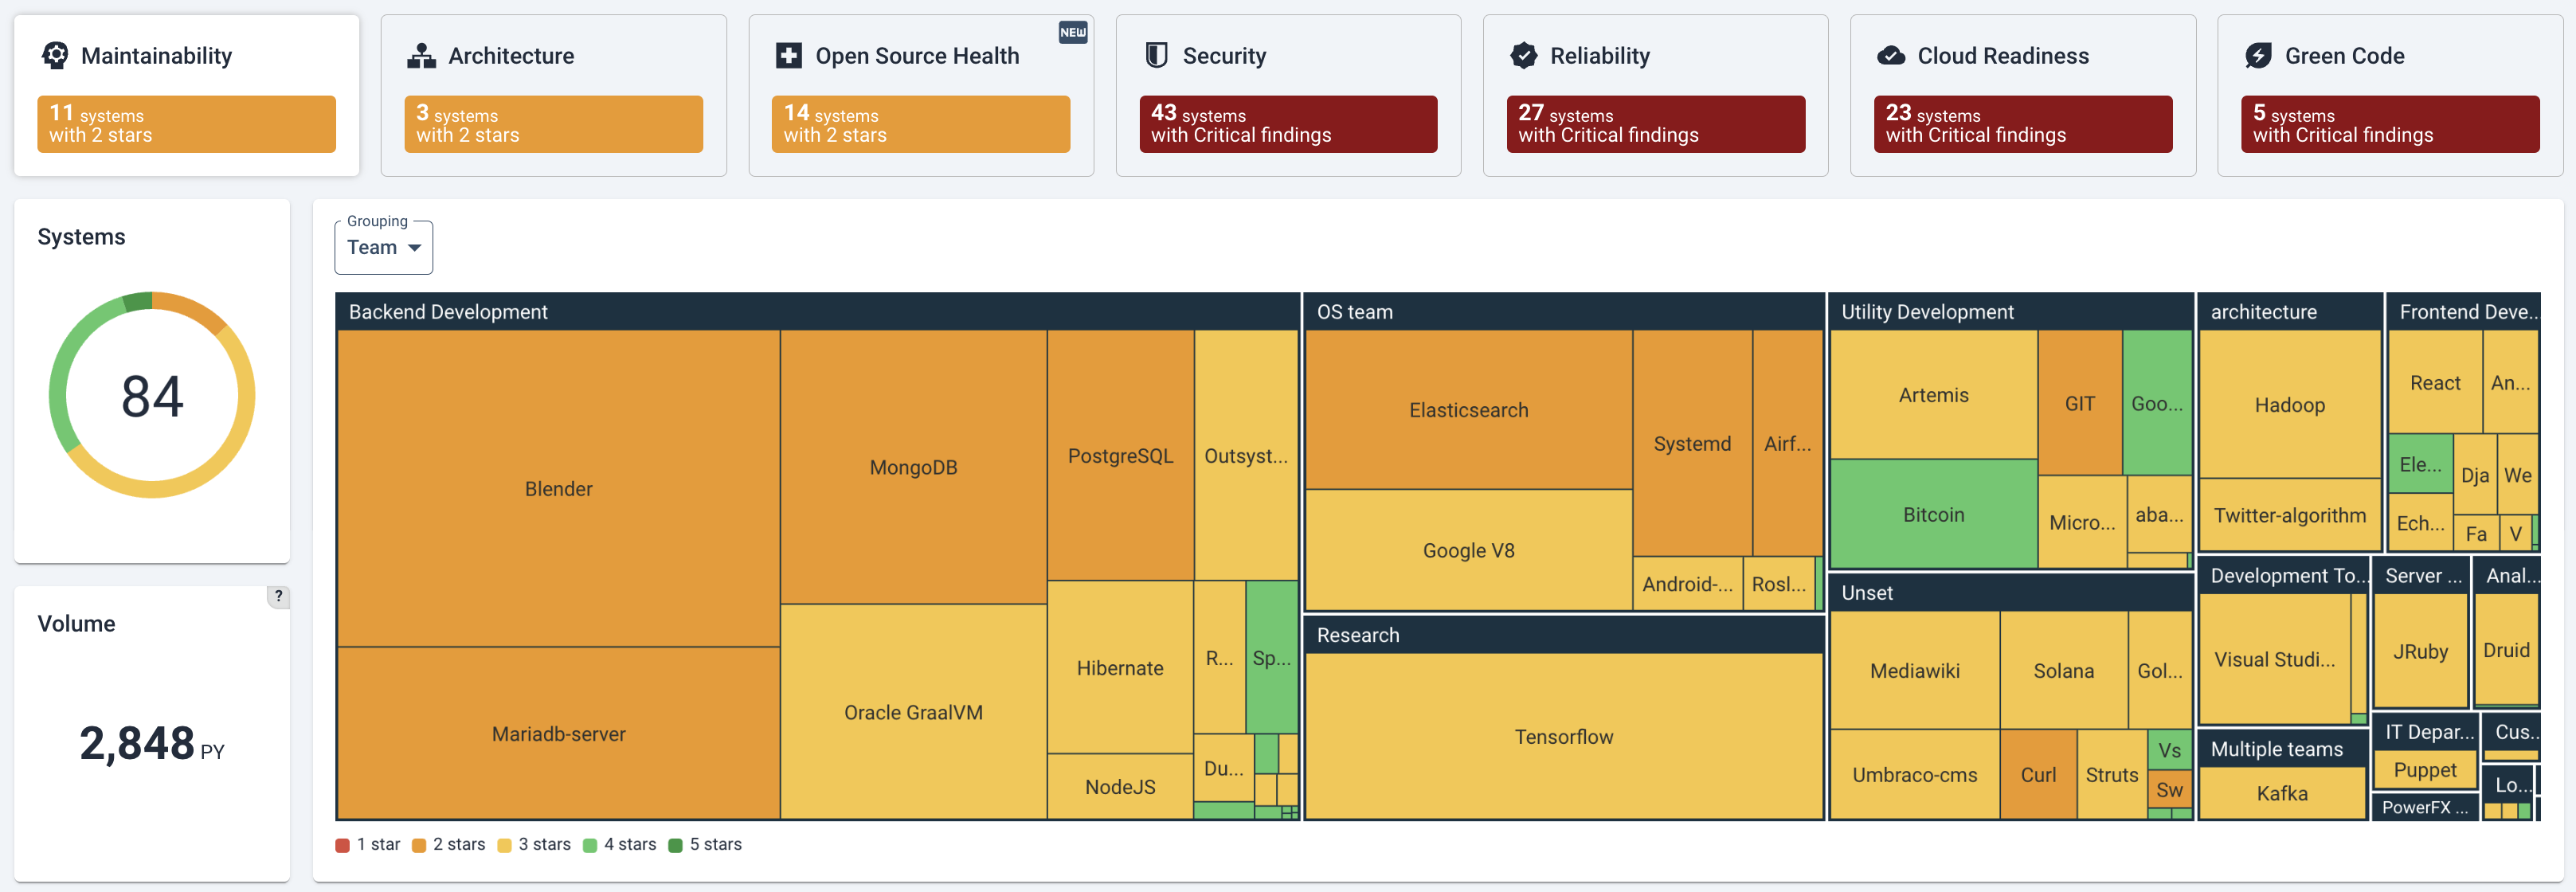 Maintainability
11 systems
with 2 stars
Architecture
3 systems
with 2 stars
NEW
Open Source Health
14 systems
with 2 stars
Security
43 systems
with Critical findings
Reliability
27 systems
with Critical findings
Cloud Readiness
23 systems
with Critical findings
Green Code
5 systems
with Critical findings
Systems
84
Volume
?
2,848 PY
Grouping
Team
Backend Development
Blender
MongoDB
PostgreSQL
Outsyst...
Mariadb-server
Oracle GraalVM
Hibernate
R...
Sp...
NodeJS
Du...
OS team
Elasticsearch
Systemd
Airf...
Google V8
Android-...
Rosl...
Research
Tensorflow
Utility Development
Artemis
GIT
Goo...
Bitcoin
Micro...
aba...
Unset
Mediawiki
Solana
Gol...
Umbraco-cms
Curl
Struts
Vs
Sw
architecture
Hadoop
Twitter-algorithm
Frontend Deve...
React
An...
Ele...
Dja
We
Ech...
Fa
V
Development To...
Visual Studi...
Server ...
JRuby
Anal...
Druid
Multiple teams
Kafka
IT Depar...
Puppet
Cus...
PowerFX ...
Lo...
1 star
2 stars
3 stars
4 stars
5 stars